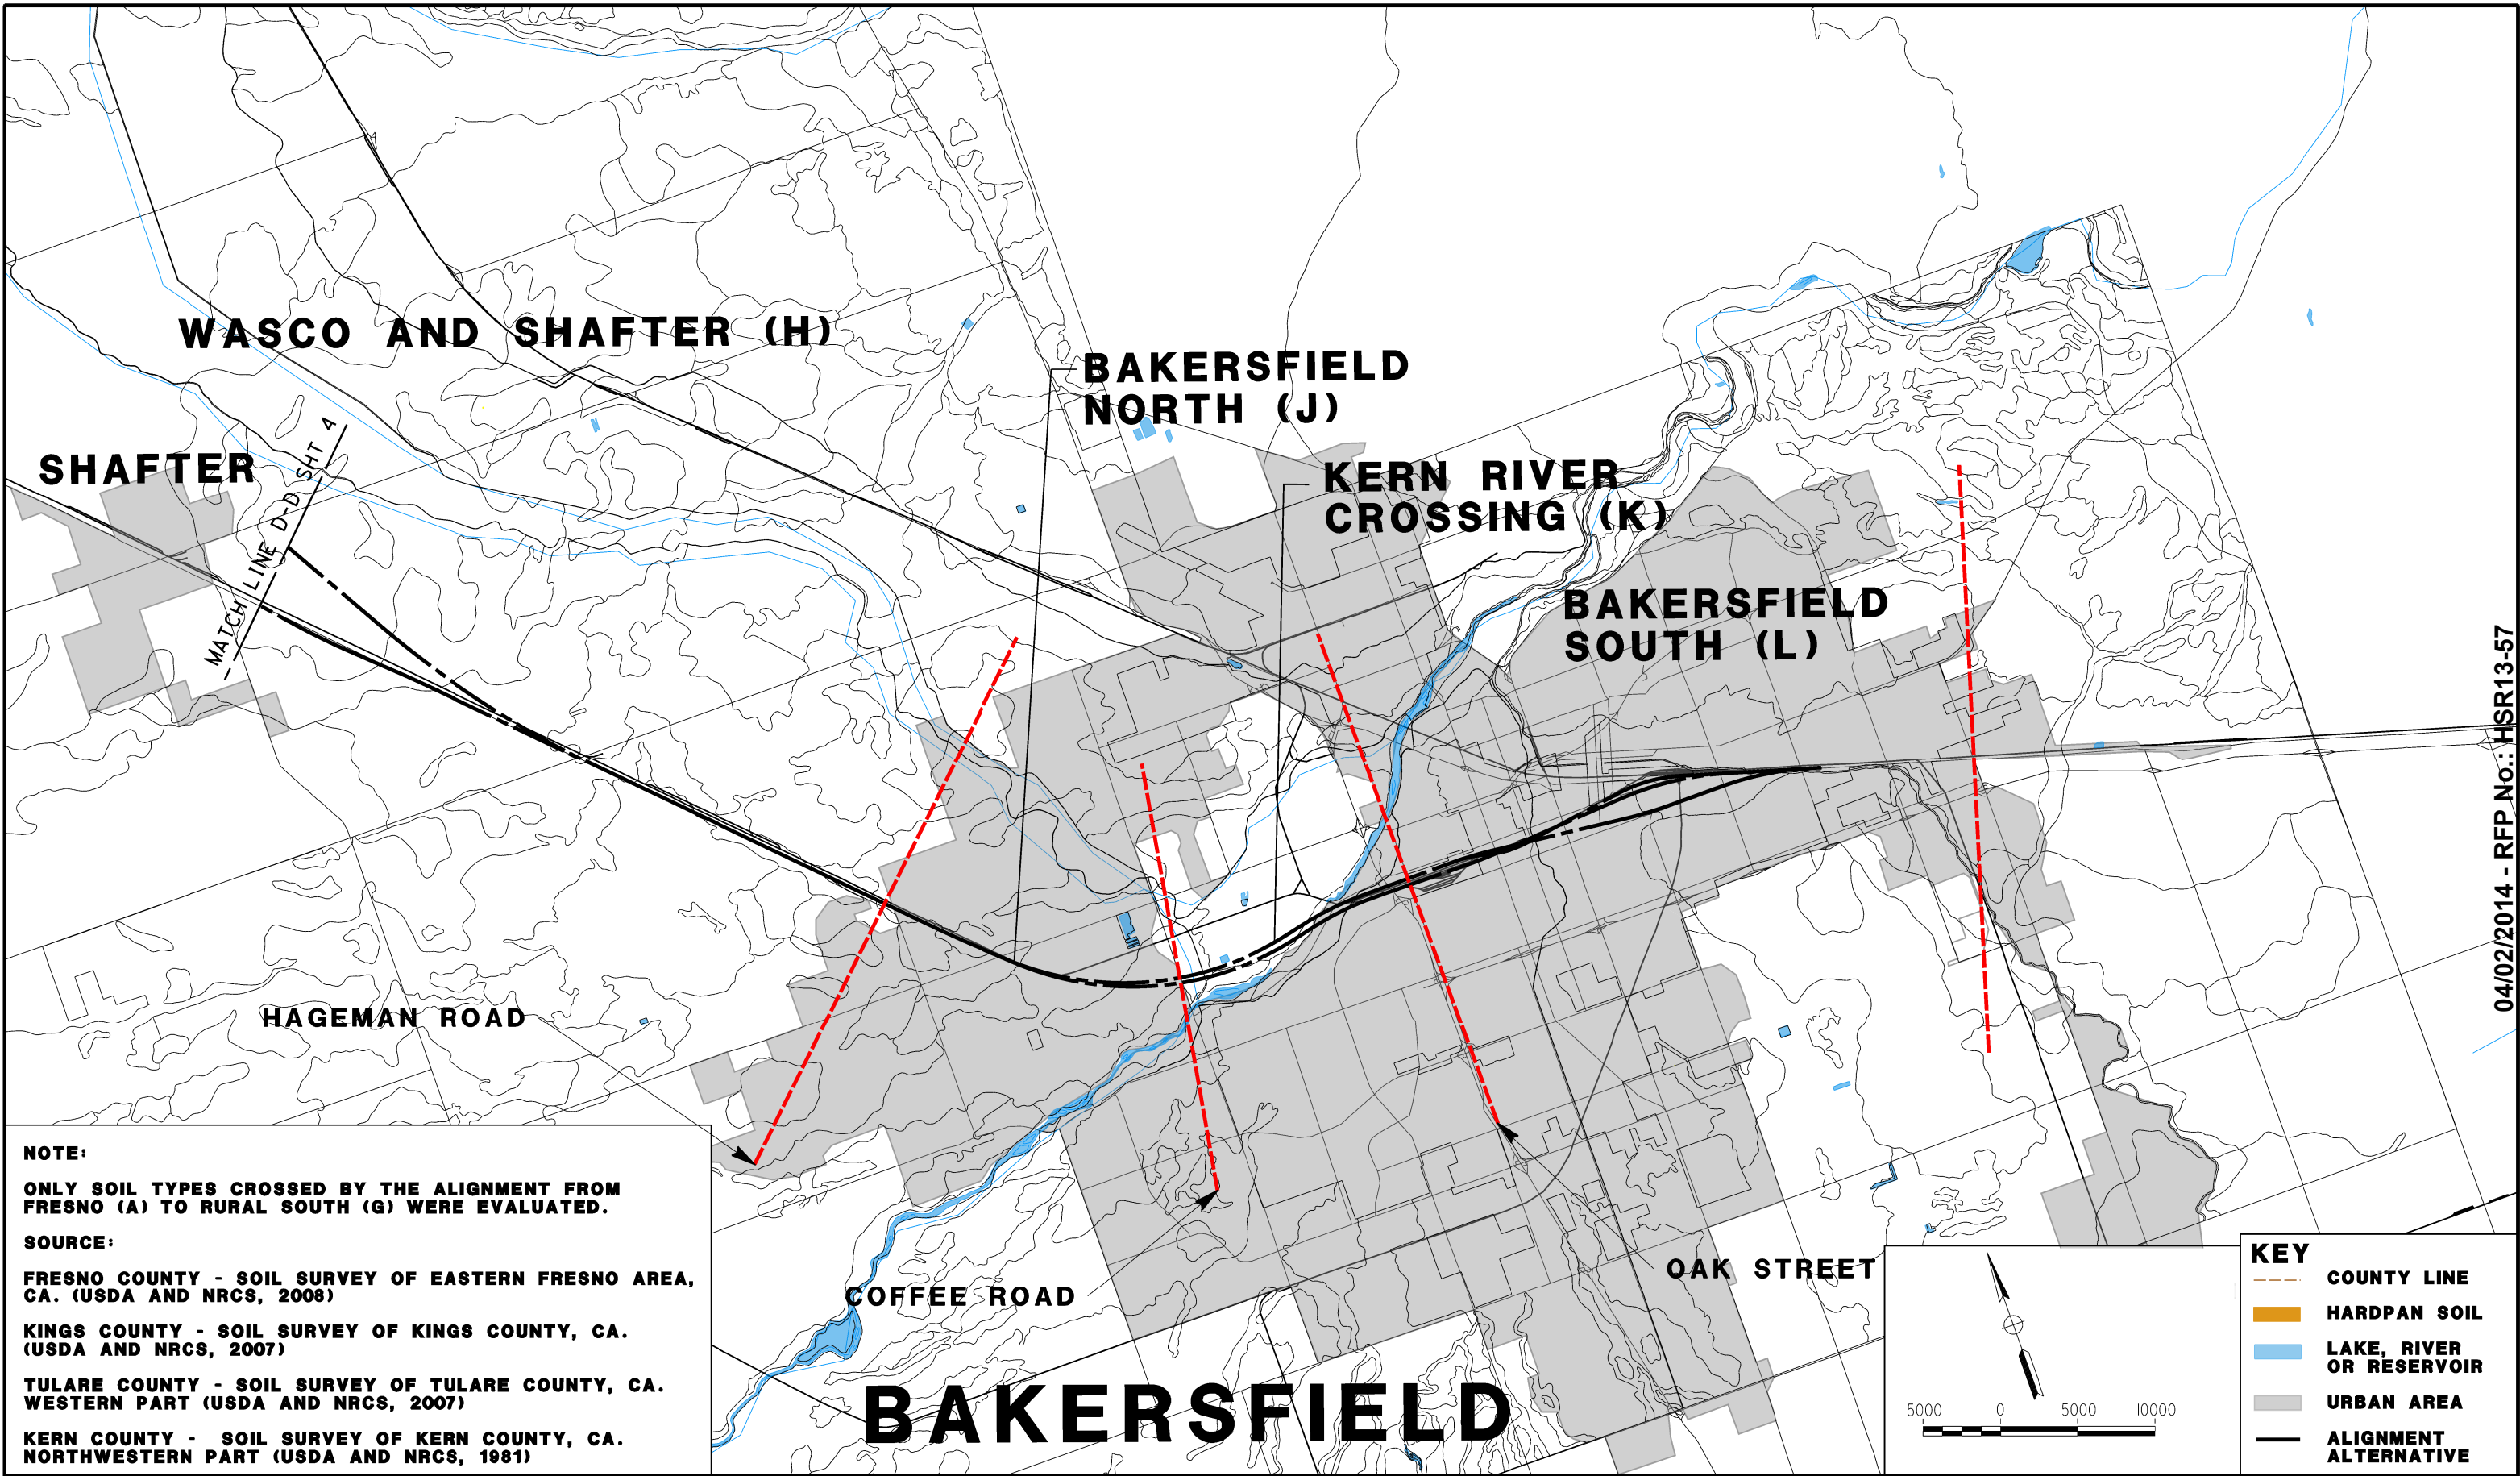 WASCO AND SHAFTER (H)
BAKERSFIELD
NORTH (J)
SHAFTER
MATCH LINE D-D SHT 4
KERN RIVER
CROSSING (K)
BAKERSFIELD
SOUTH (L)
HAGEMAN ROAD
COFFEE ROAD
OAK STREET
BAKERSFIELD
NOTE:
ONLY SOIL TYPES CROSSED BY THE ALIGNMENT FROM
FRESNO (A) TO RURAL SOUTH (G) WERE EVALUATED.
SOURCE:
FRESNO COUNTY - SOIL SURVEY OF EASTERN FRESNO AREA,
CA. (USDA AND NRCS, 2008)
KINGS COUNTY - SOIL SURVEY OF KINGS COUNTY, CA.
(USDA AND NRCS, 2007)
TULARE COUNTY - SOIL SURVEY OF TULARE COUNTY, CA.
WESTERN PART (USDA AND NRCS, 2007)
KERN COUNTY - SOIL SURVEY OF KERN COUNTY, CA.
NORTHWESTERN PART (USDA AND NRCS, 1981)
5000 0 5000 10000
KEY
COUNTY LINE
HARDPAN SOIL
LAKE, RIVER
OR RESERVOIR
URBAN AREA
ALIGNMENT
ALTERNATIVE
04/02/2014 - RFP No.: HSR13-57